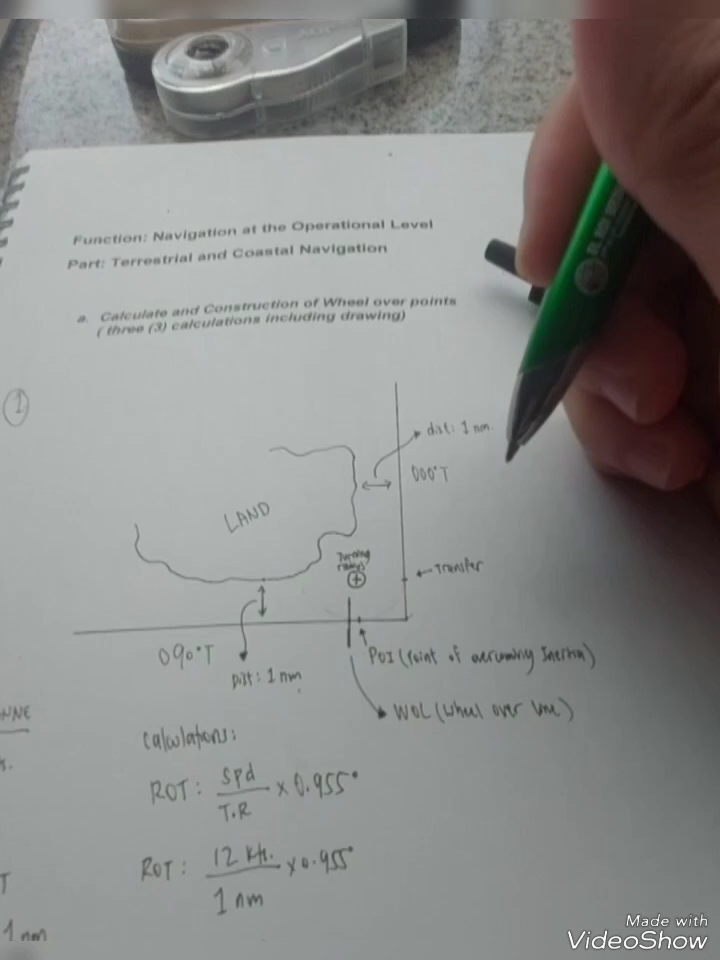 Function: Navigation at the Operational Level
Part: Terrestrial and Coastal Navigation
a. Calculate and Construction of Wheel over points
( three (3) calculations including drawing)
1
dist: 1 nm.
000°T
LAND
Turning
radius
Transfer
090°T
Dist: 1 nm
POI (Point of overcoming Inertia)
WOL (Wheel over line)
NNE
Calculations:
ROT: Spd / T.R x 0.955°
ROT: 12 kts. / 1 nm x 0.955°
T
1 nm
Made with
VideoShow